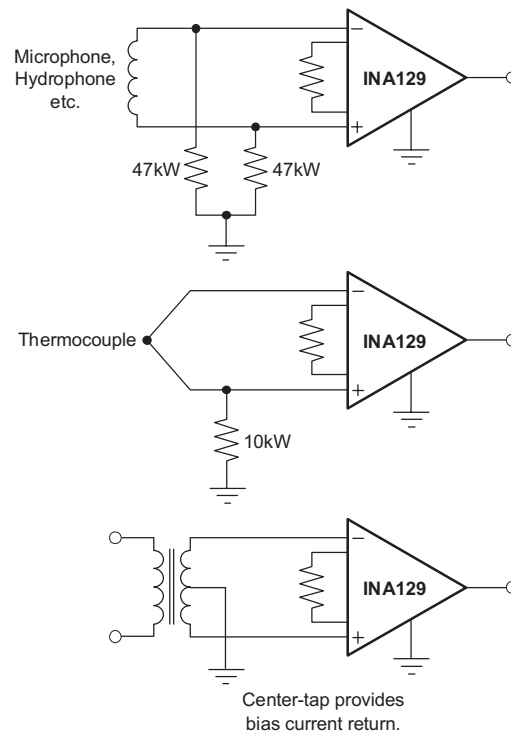 Microphone,
Hydrophone
etc.
−
INA129
+
47kW
47kW
Thermocouple
−
INA129
+
10kW
−
INA129
+
Center-tap provides
bias current return.